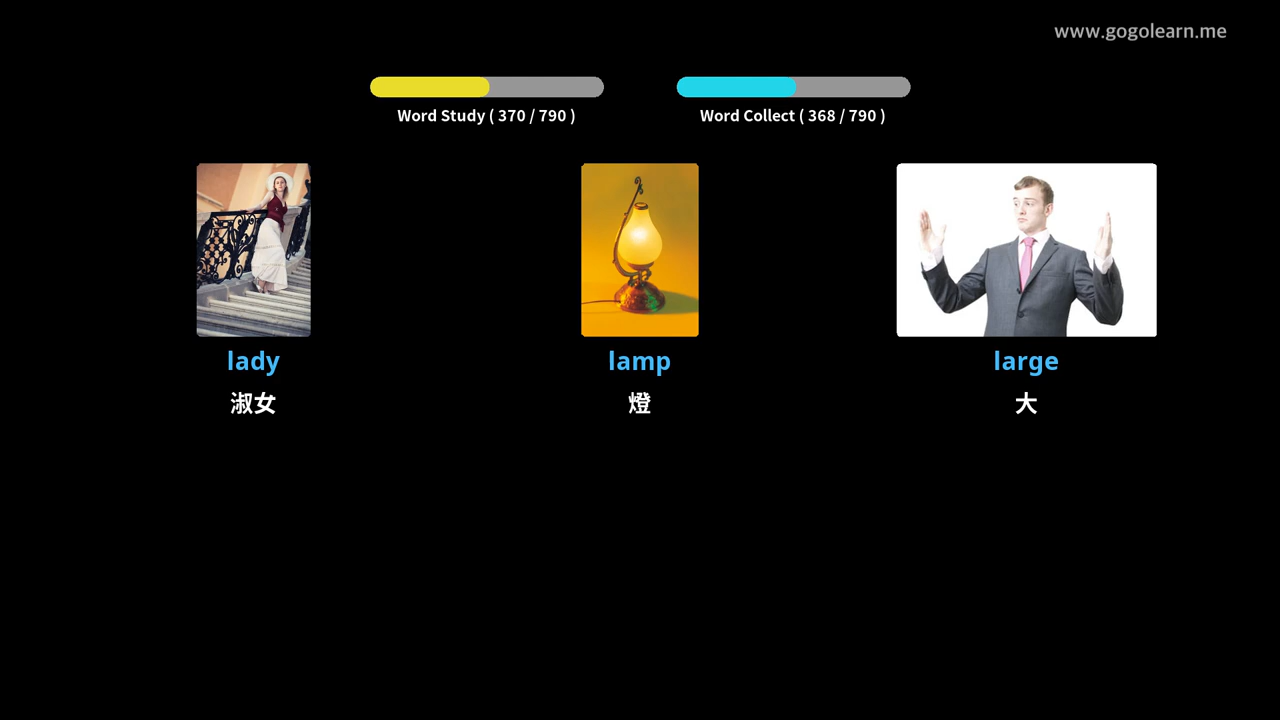 www.gogolearn.me
Word Study ( 370 / 790 )
Word Collect ( 368 / 790 )
lady
lamp
large
淑女
燈
大